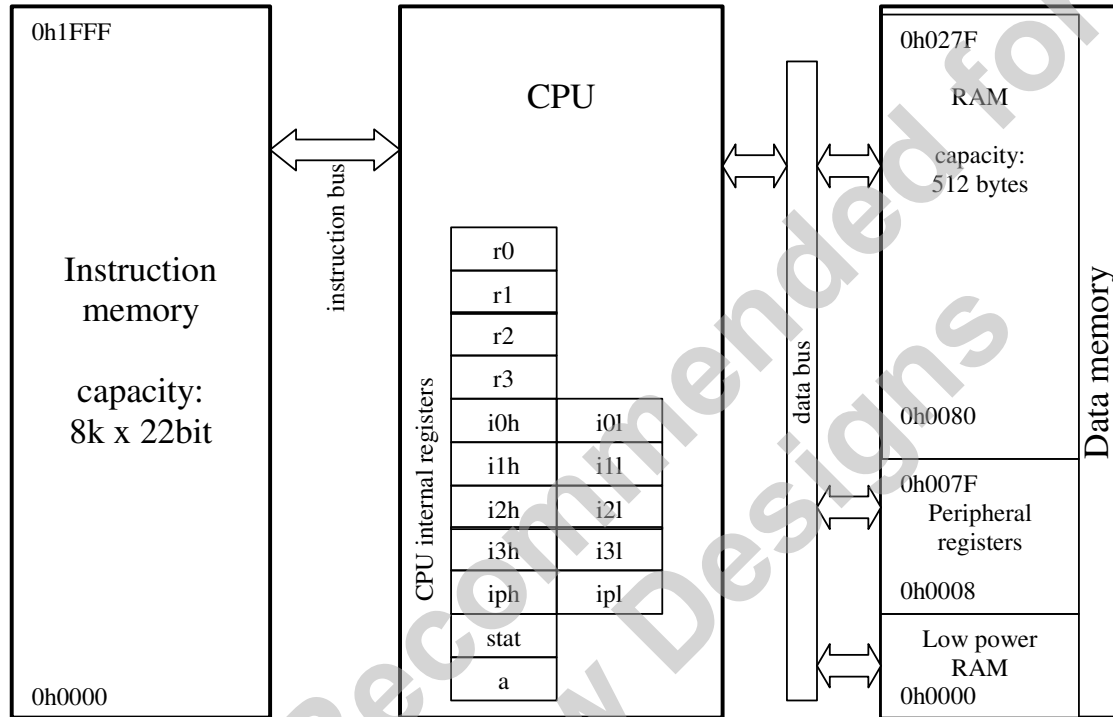 0h1FFF
Instruction
memory
capacity:
8k x 22bit
0h0000
instruction bus
CPU
CPU internal registers
r0
r1
r2
r3
i0h i0l
i1h i1l
i2h i2l
i3h i3l
iph ipl
stat
a
data bus
0h027F
RAM
capacity:
512 bytes
0h0080
0h007F
Peripheral
registers
0h0008
Low power
RAM
0h0000
Data memory
Recommended for
w Designs